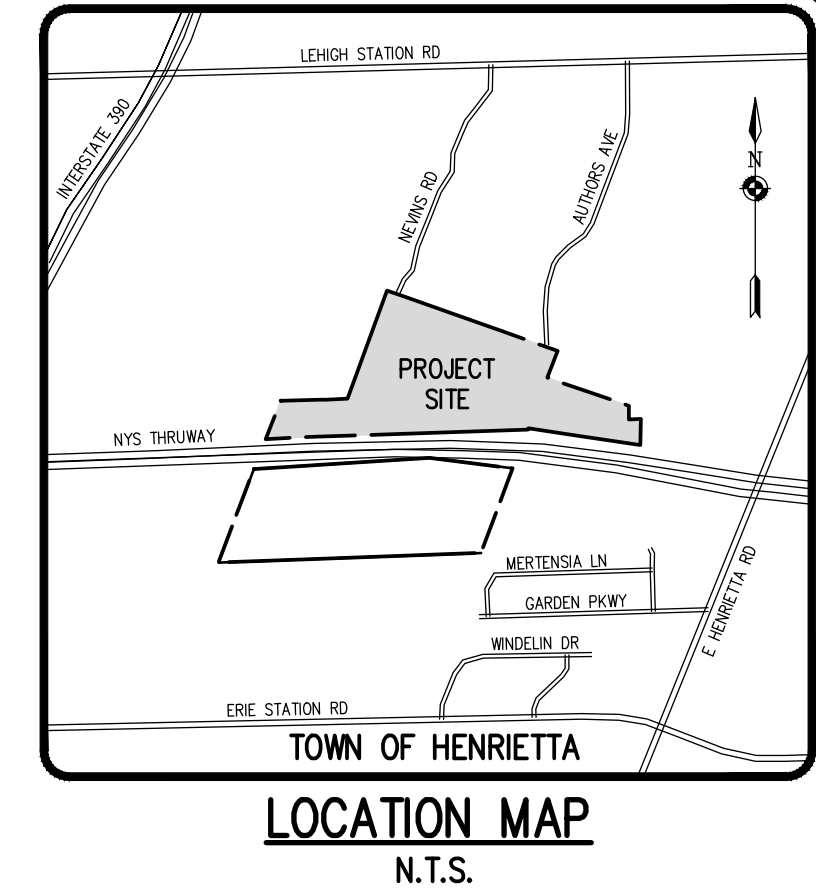 LEHIGH STATION RD
INTERSTATE 390
NEVINS RD
AUTHORS AVE
N
PROJECT
SITE
NYS THRUWAY
MERTENSIA LN
GARDEN PKWY
E HENRIETTA RD
WINDELIN DR
ERIE STATION RD
TOWN OF HENRIETTA
LOCATION MAP
N.T.S.